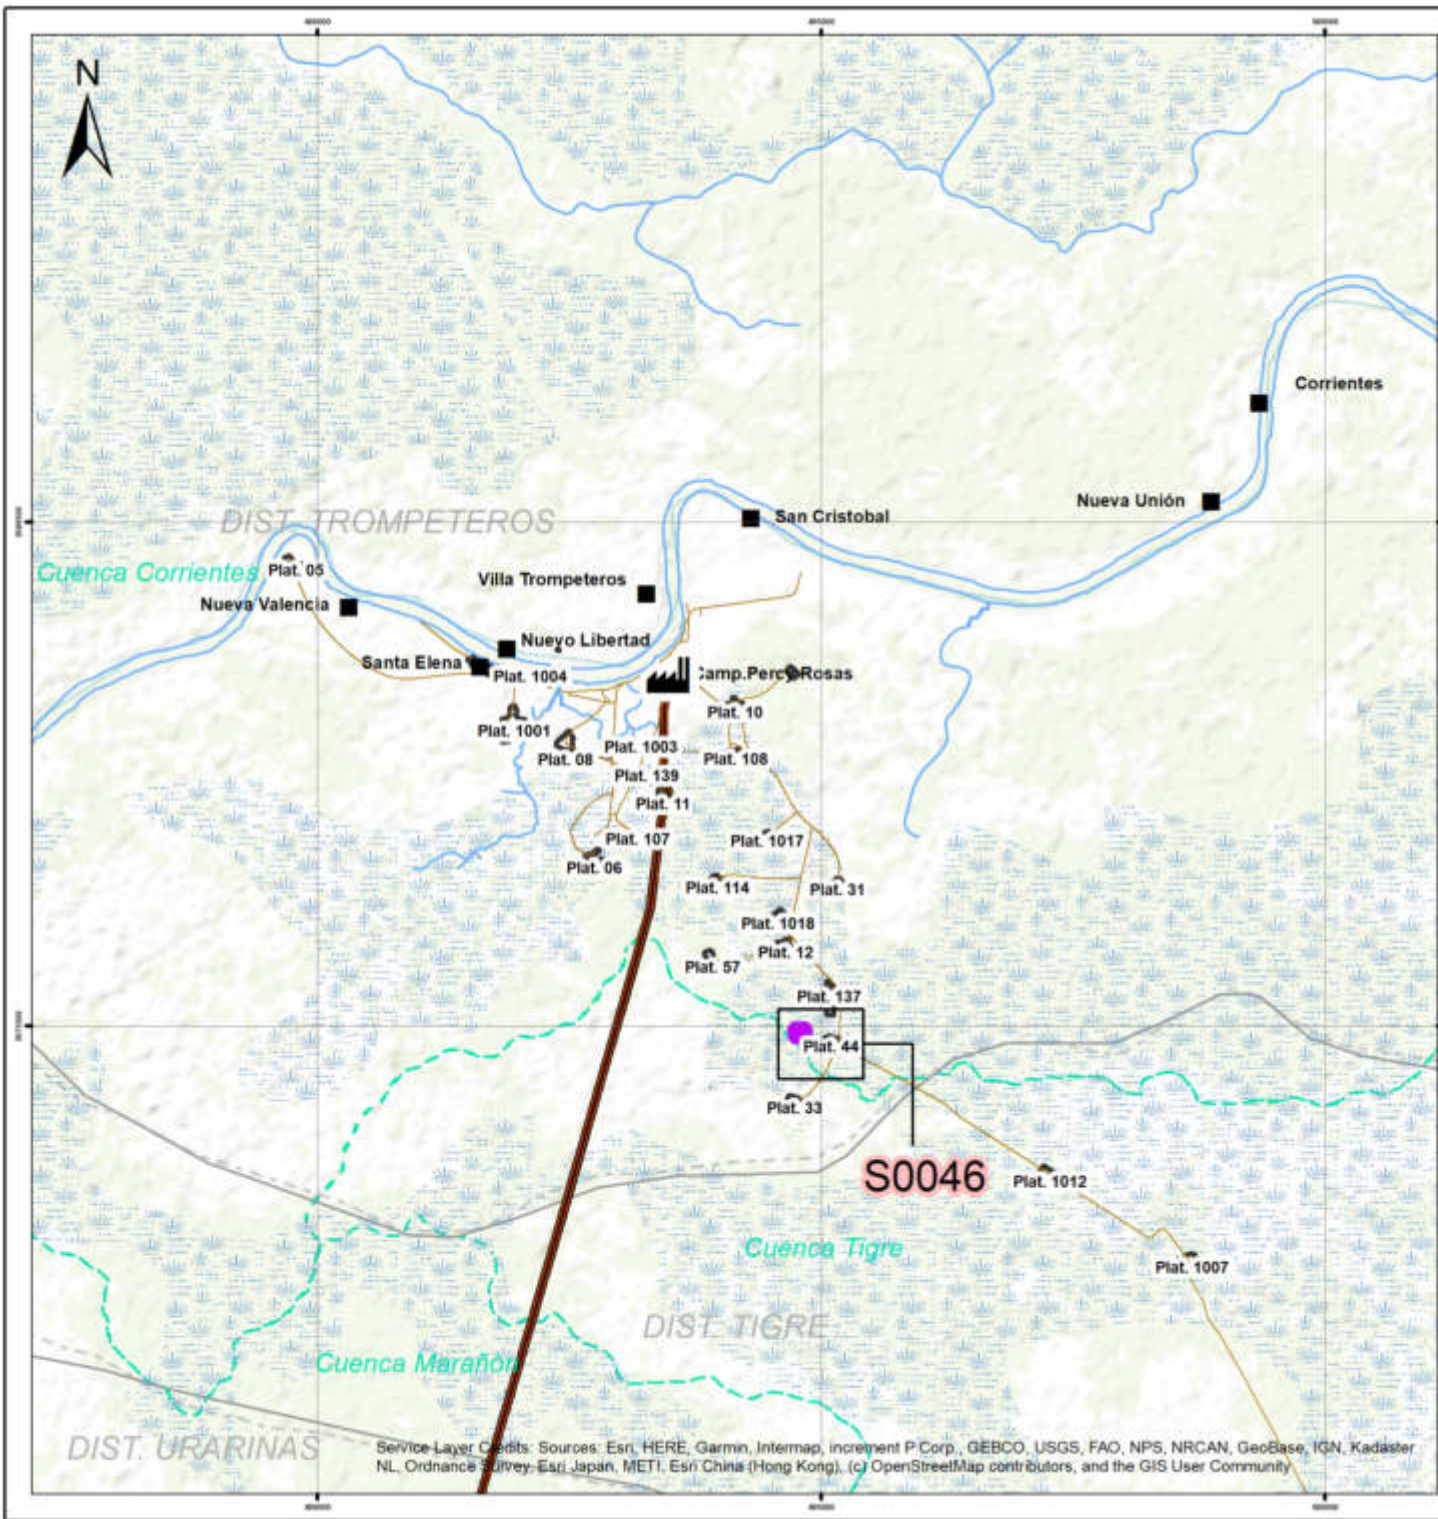 N
Corrientes
Nueva Unión
San Cristobal
DIST. TROMPETEROS
Cuenca Corrientes
Plat. 05
Villa Trompeteros
Nueva Valencia
Nuevo Libertad
Santa Elena
Plat. 1004
Camp.Percy Rosas
Plat. 10
Plat. 1001
Plat. 08
Plat. 1003
Plat. 108
Plat. 139
Plat. 11
Plat. 107
Plat. 1017
Plat. 06
Plat. 114
Plat. 31
Plat. 1018
Plat. 12
Plat. 57
Plat. 137
Plat. 44
Plat. 33
S0046
Plat. 1012
Cuenca Tigre
Plat. 1007
DIST. TIGRE
Cuenca Marañón
DIST. URARINAS
Service Layer Credits: Sources: Esri, HERE, Garmin, Intermap, increment P Corp., GEBCO, USGS, FAO, NPS, NRCAN, GeoBase, IGN, Kadaster
NL, Ordnance Survey, Esri Japan, METI, Esri China (Hong Kong), (c) OpenStreetMap contributors, and the GIS User Community